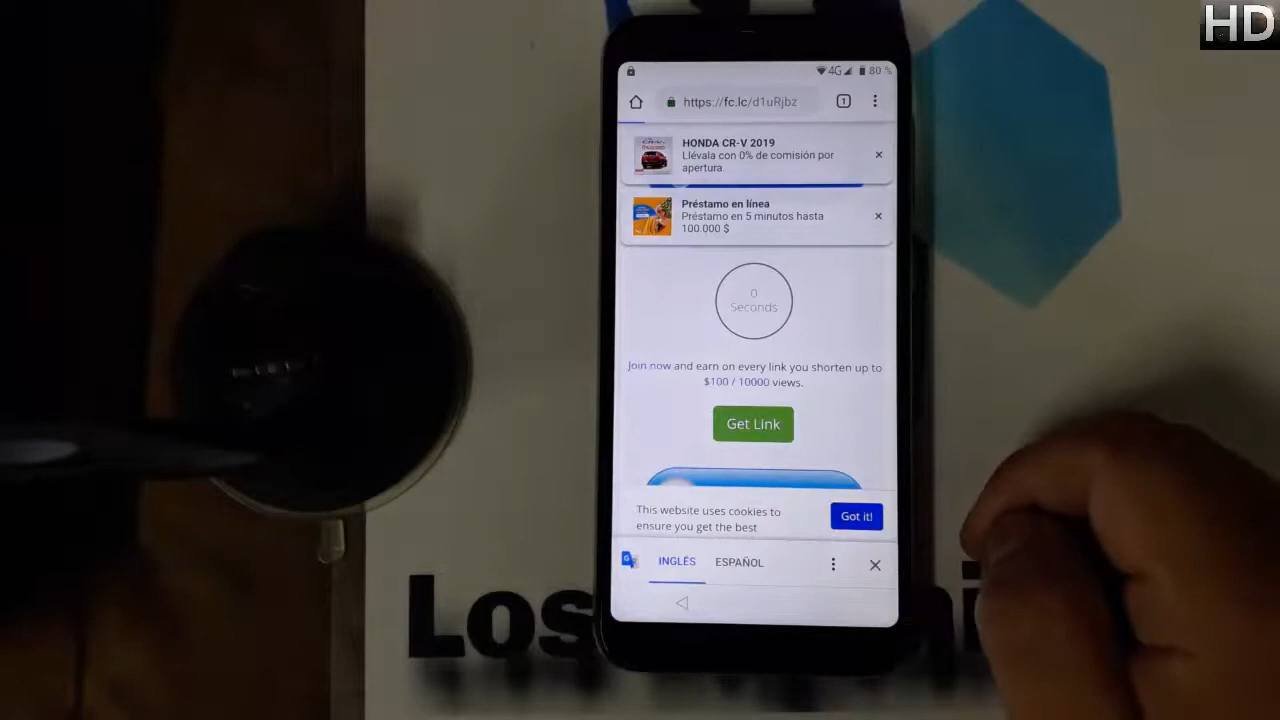 HD
4G
80 %
https://fc.lc/d1uRjbz
1
HONDA CR-V 2019
Llévala con 0% de comisión por
apertura.
Préstamo en línea
Préstamo en 5 minutos hasta
100.000 $
0
Seconds
Join now and earn on every link you shorten up to
$100 / 10000 views.
Get Link
This website uses cookies to
ensure you get the best
Got it!
INGLÉS
ESPAÑOL
Los